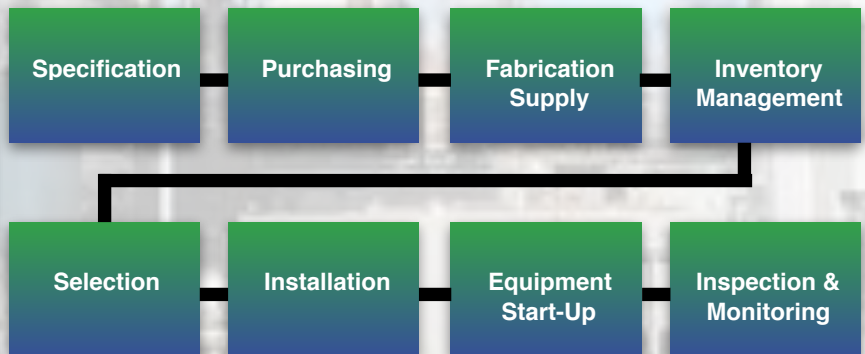 Specification
Purchasing
Fabrication
Supply
Inventory
Management
Selection
Installation
Equipment
Start-Up
Inspection &
Monitoring